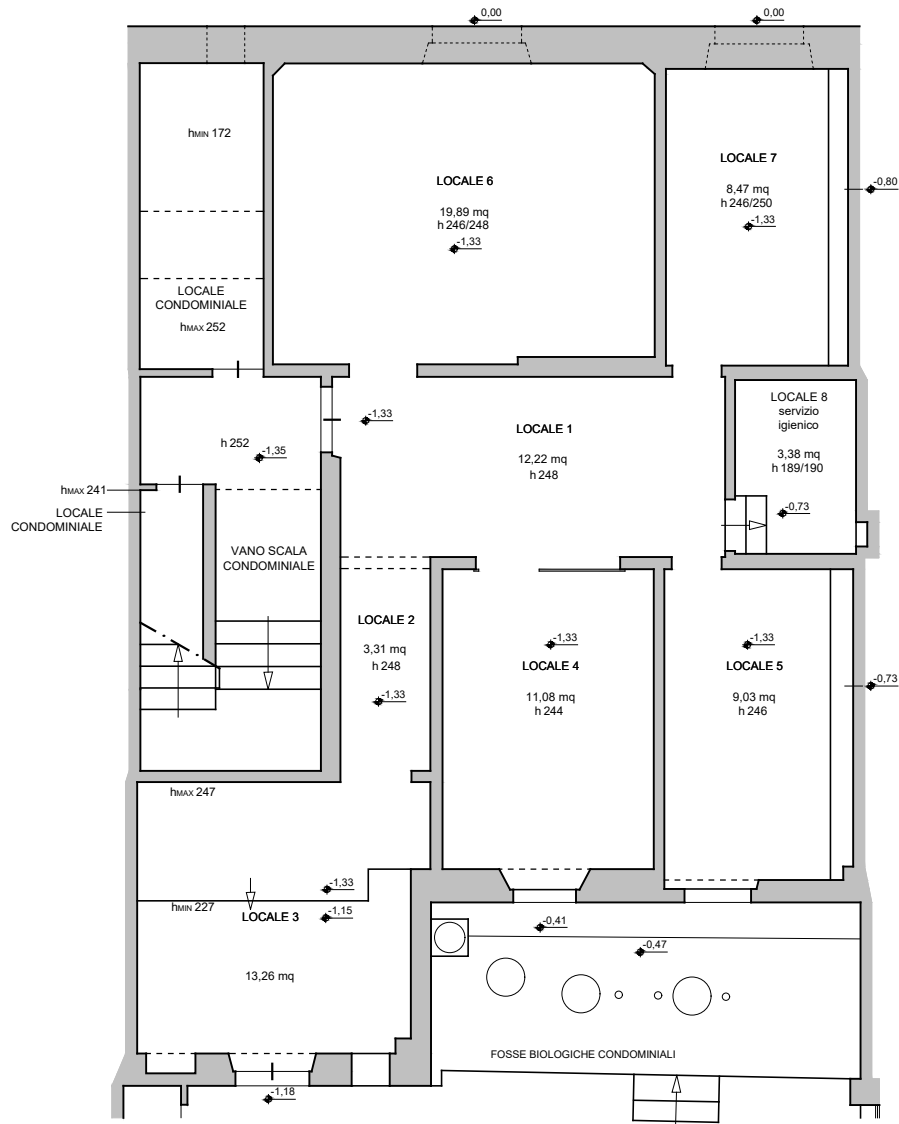 0,00
0,00
hMIN 172
LOCALE 6
19,89 mq
h 246/248
-1,33
LOCALE 7
8,47 mq
h 246/250
-1,33
-0,80
LOCALE
CONDOMINIALE
hMAX 252
-1,33
h 252
-1,35
LOCALE 1
12,22 mq
h 248
LOCALE 8
servizio
igienico
3,38 mq
h 189/190
-0,73
hMAX 241
LOCALE
CONDOMINIALE
VANO SCALA
CONDOMINIALE
LOCALE 2
3,31 mq
h 248
-1,33
-1,33
LOCALE 4
11,08 mq
h 244
-1,33
LOCALE 5
9,03 mq
h 246
-0,73
hMAX 247
-1,33
hMIN 227
LOCALE 3
-1,15
13,26 mq
-0,41
-0,47
FOSSE BIOLOGICHE CONDOMINIALI
-1,18